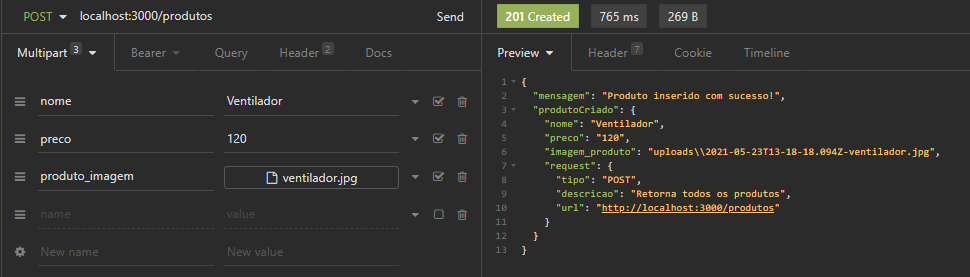 POST localhost:3000/produtos Send
Multipart 3 Bearer Query Header 2 Docs
nome Ventilador
preco 120
produto_imagem ventilador.jpg
name value
New name New value
201 Created 765 ms 269 B
Preview Header 7 Cookie Timeline
1 {
2 "mensagem": "Produto inserido com sucesso!",
3 "produtoCriado": {
4 "nome": "Ventilador",
5 "preco": "120",
6 "imagem_produto": "uploads\\2021-05-23T13-18-18.094Z-ventilador.jpg",
7 "request": {
8 "tipo": "POST",
9 "descricao": "Retorna todos os produtos",
10 "url": "http://localhost:3000/produtos"
11 }
12 }
13 }